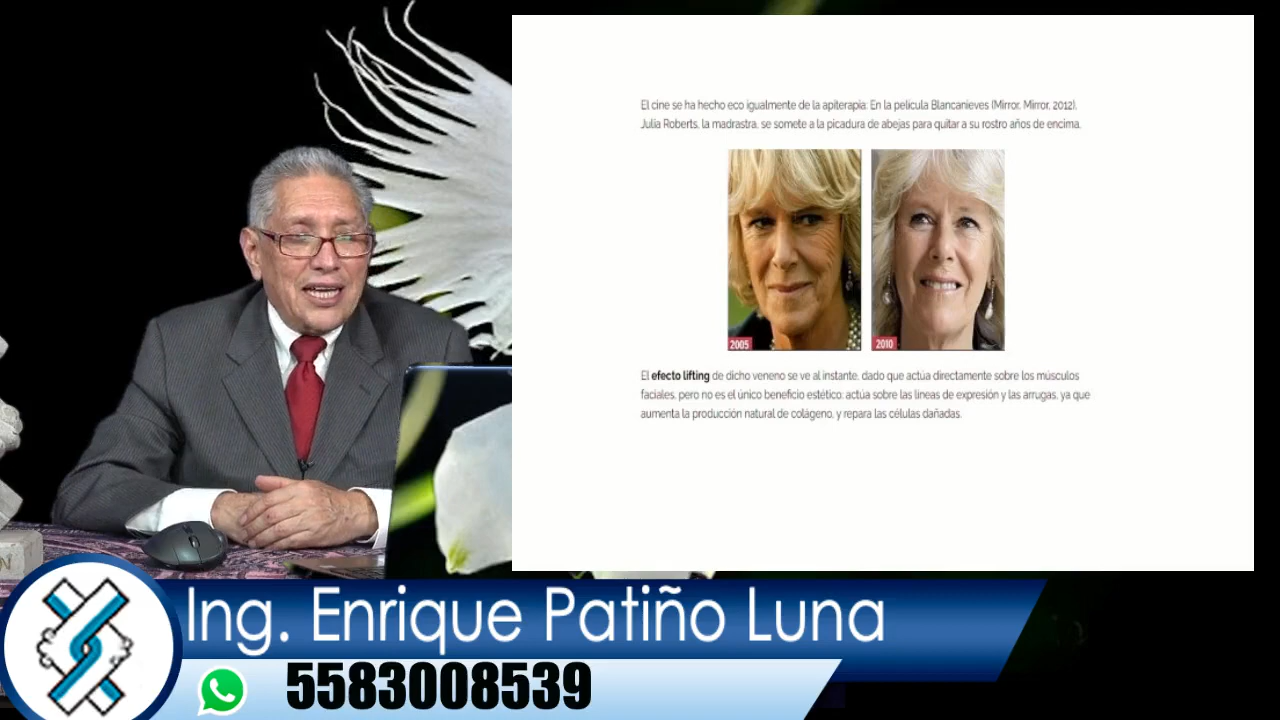 El cine se ha hecho eco igualmente de la apiterapia: En la película Blancanieves (Mirror, Mirror, 2012),
Julia Roberts, la madrastra, se somete a la picadura de abejas para quitar a su rostro años de encima.
2005
2010
El efecto lifting de dicho veneno se ve al instante, dado que actúa directamente sobre los músculos
faciales, pero no es el único beneficio estético: actúa sobre las líneas de expresión y las arrugas, ya que
aumenta la producción natural de colágeno, y repara las células dañadas.
Ing. Enrique Patiño Luna
5583008539